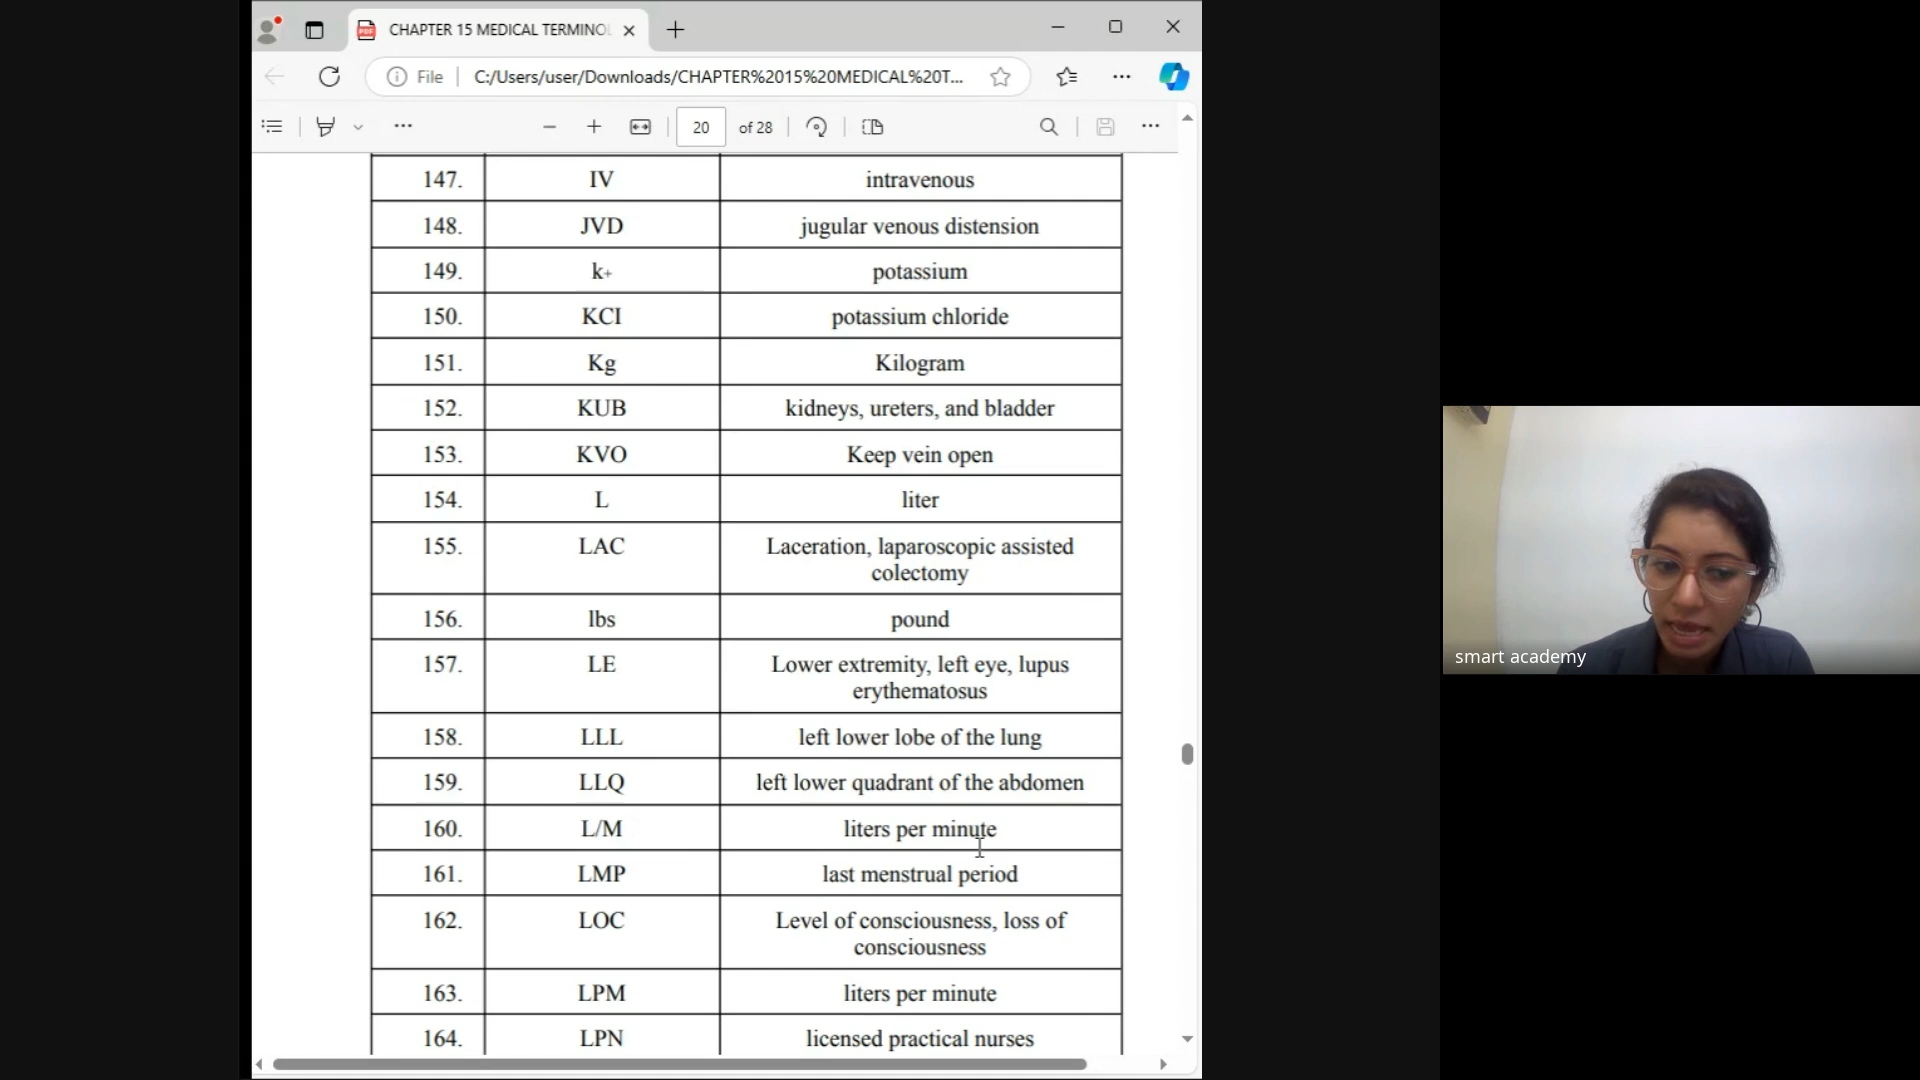 CHAPTER 15 MEDICAL TERMINOL
File
C:/Users/user/Downloads/CHAPTER%2015%20MEDICAL%20T...
20 of 28
147. IV intravenous
148. JVD jugular venous distension
149. k+ potassium
150. KCI potassium chloride
151. Kg Kilogram
152. KUB kidneys, ureters, and bladder
153. KVO Keep vein open
154. L liter
155. LAC Laceration, laparoscopic assisted
colectomy
156. lbs pound
157. LE Lower extremity, left eye, lupus
erythematosus
158. LLL left lower lobe of the lung
159. LLQ left lower quadrant of the abdomen
160. L/M liters per minute
161. LMP last menstrual period
162. LOC Level of consciousness, loss of
consciousness
163. LPM liters per minute
164. LPN licensed practical nurses
smart academy